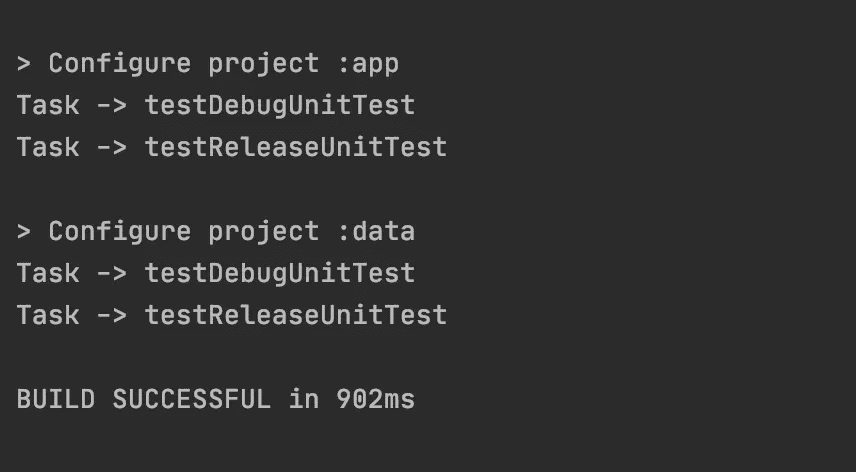 > Configure project :app
Task -> testDebugUnitTest
Task -> testReleaseUnitTest
> Configure project :data
Task -> testDebugUnitTest
Task -> testReleaseUnitTest
BUILD SUCCESSFUL in 902ms